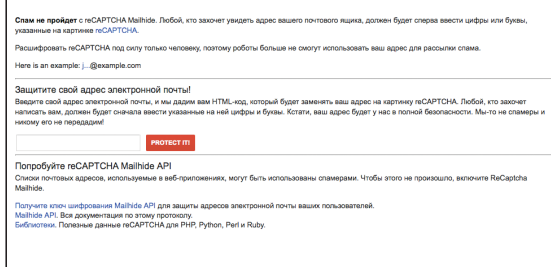 Спам не пройдет с reCAPTCHA Mailhide. Любой, кто захочет увидеть адрес вашего почтового ящика, должен будет сперва ввести цифры или буквы,
указанные на картинке reCAPTCHA.
Расшифровать reCAPTCHA под силу только человеку, поэтому роботы больше не смогут использовать ваш адрес для рассылки спама.
Here is an example: j...@example.com
Защитите свой адрес электронной почты!
Введите свой адрес электронной почты, и мы дадим вам HTML-код, который будет заменять ваш адрес на картинку reCAPTCHA. Любой, кто захочет
написать вам, должен будет сначала ввести указанные на ней цифры и буквы. Кстати, ваш адрес будет у нас в полной безопасности. Мы-то не спамеры и
никому его не передадим!
PROTECT IT!
Попробуйте reCAPTCHA Mailhide API
Списки почтовых адресов, используемые в веб-приложениях, могут быть использованы спамерами. Чтобы этого не произошло, включите ReCaptcha
Mailhide.
Получите ключ шифрования Mailhide API для защиты адресов электронной почты ваших пользователей.
Mailhide API. Вся документация по этому протоколу.
Библиотеки. Полезные данные reCAPTCHA для PHP, Python, Perl и Ruby.